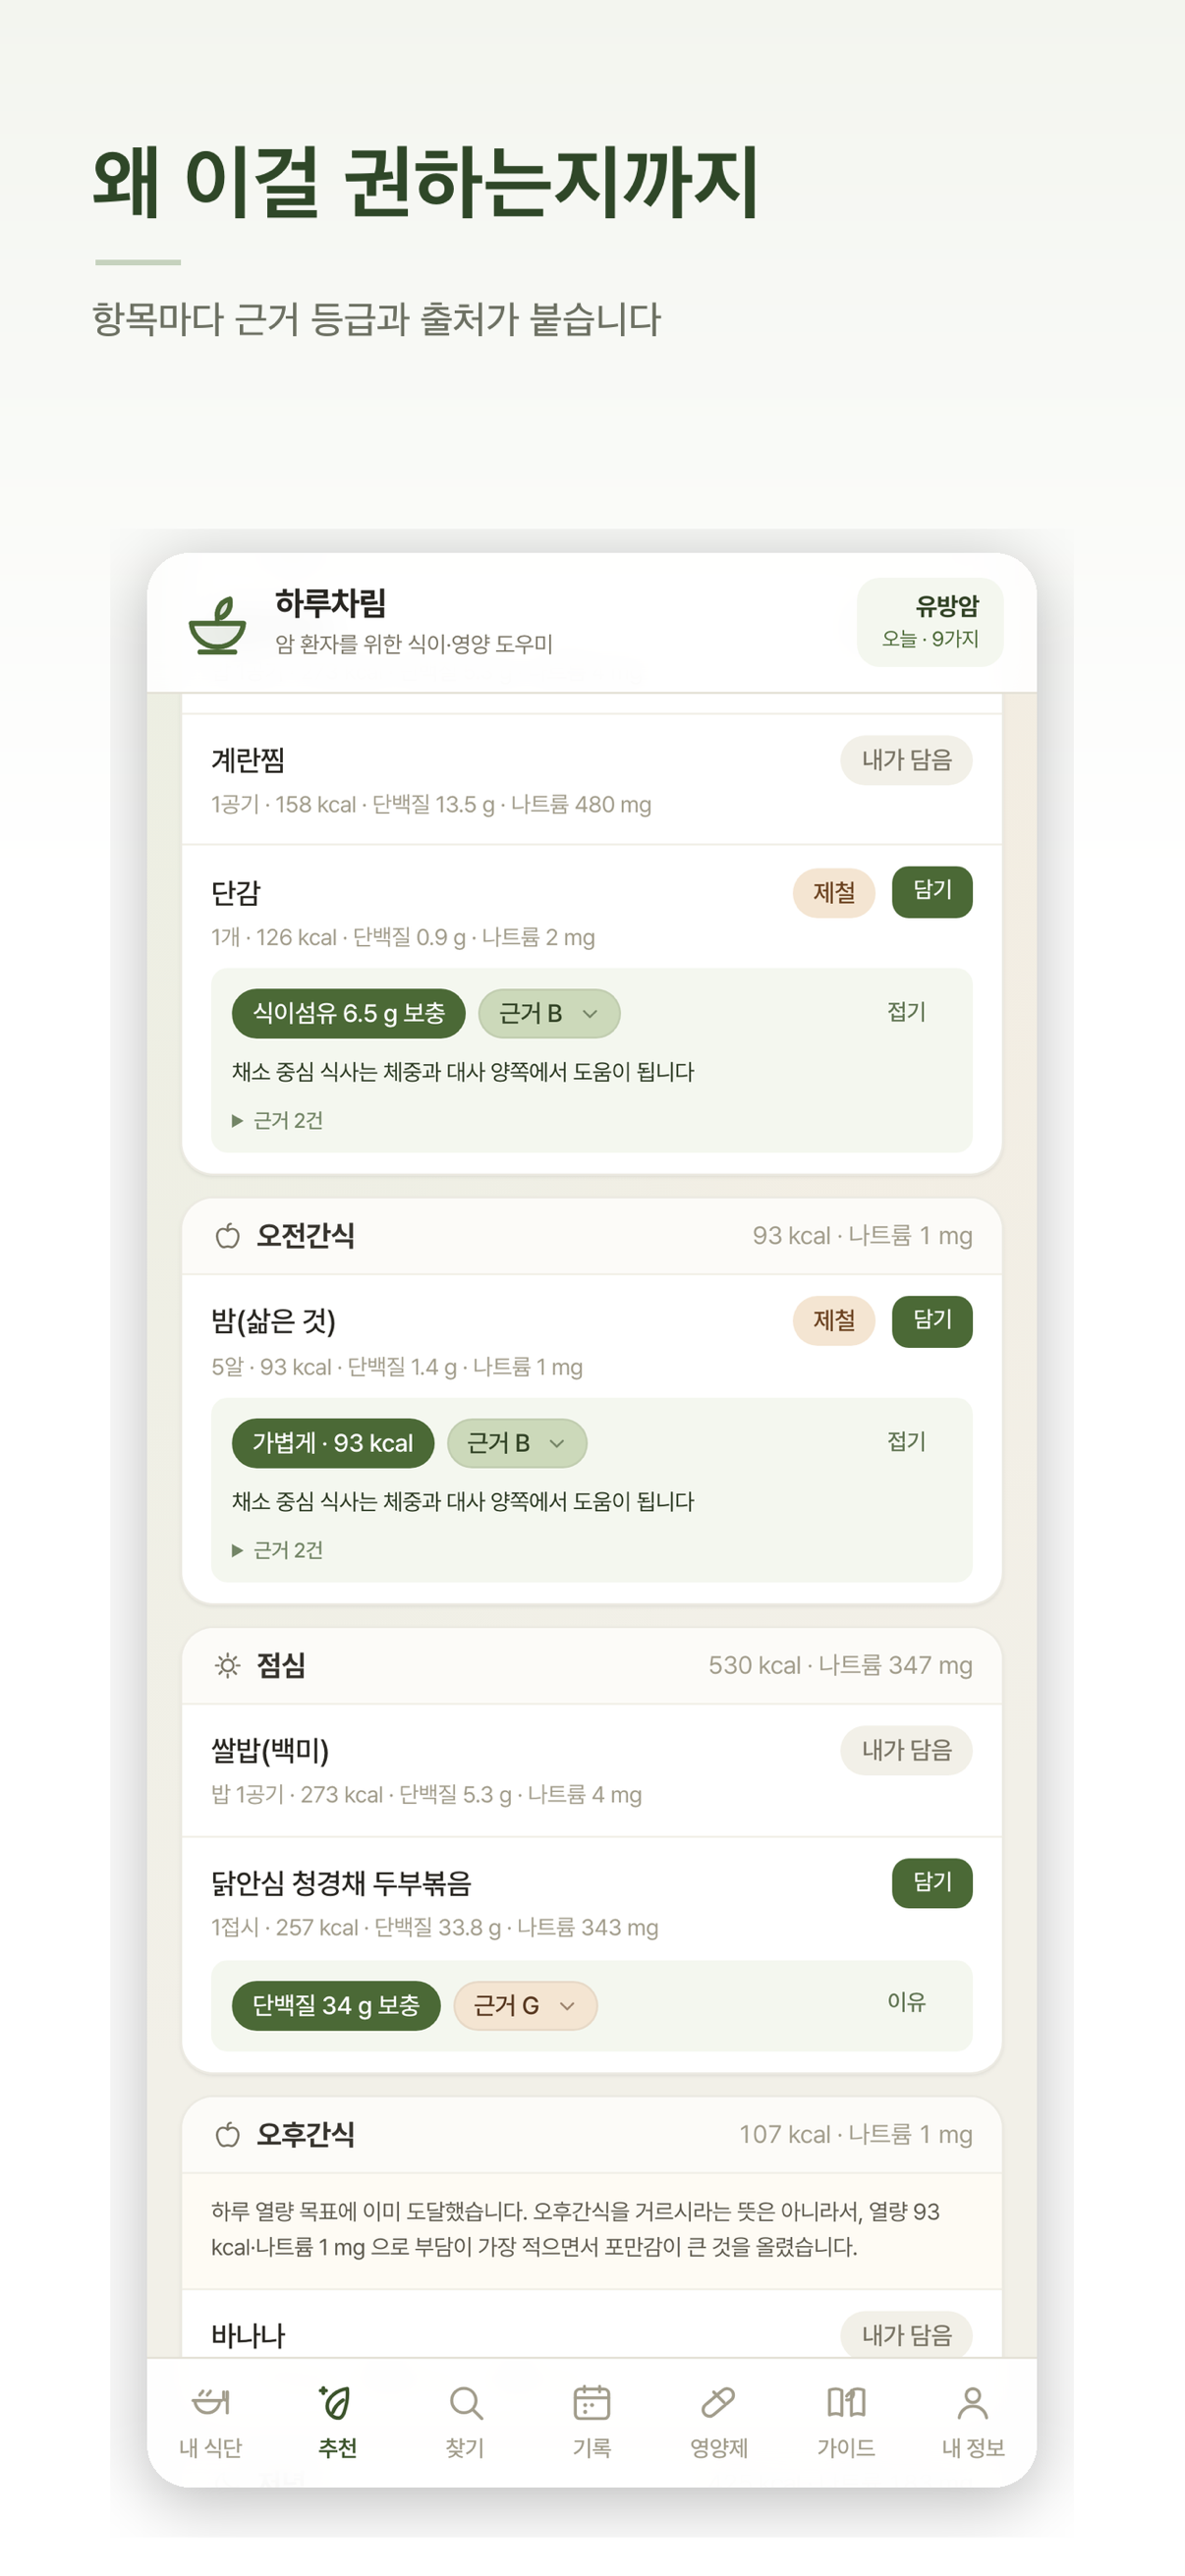 왜 이걸 권하는지까지
항목마다 근거 등급과 출처가 붙습니다
하루차림
암 환자를 위한 식이·영양 도우미
유방암
오늘 · 9가지
계란찜
내가 담음
1공기 · 158 kcal · 단백질 13.5 g · 나트륨 480 mg
단감
제철
담기
1개 · 126 kcal · 단백질 0.9 g · 나트륨 2 mg
식이섬유 6.5 g 보충
근거 B
접기
채소 중심 식사는 체중과 대사 양쪽에서 도움이 됩니다
▶ 근거 2건
오전간식
93 kcal · 나트륨 1 mg
밤(삶은 것)
제철
담기
5알 · 93 kcal · 단백질 1.4 g · 나트륨 1 mg
가볍게 · 93 kcal
근거 B
접기
채소 중심 식사는 체중과 대사 양쪽에서 도움이 됩니다
▶ 근거 2건
점심
530 kcal · 나트륨 347 mg
쌀밥(백미)
내가 담음
밥 1공기 · 273 kcal · 단백질 5.3 g · 나트륨 4 mg
닭안심 청경채 두부볶음
담기
1접시 · 257 kcal · 단백질 33.8 g · 나트륨 343 mg
단백질 34 g 보충
근거 G
이유
오후간식
107 kcal · 나트륨 1 mg
하루 열량 목표에 이미 도달했습니다. 오후간식을 거르시라는 뜻은 아니라서, 열량 93
kcal·나트륨 1 mg 으로 부담이 가장 적으면서 포만감이 큰 것을 올렸습니다.
바나나
내가 담음
내 식단
추천
찾기
기록
영양제
가이드
내 정보